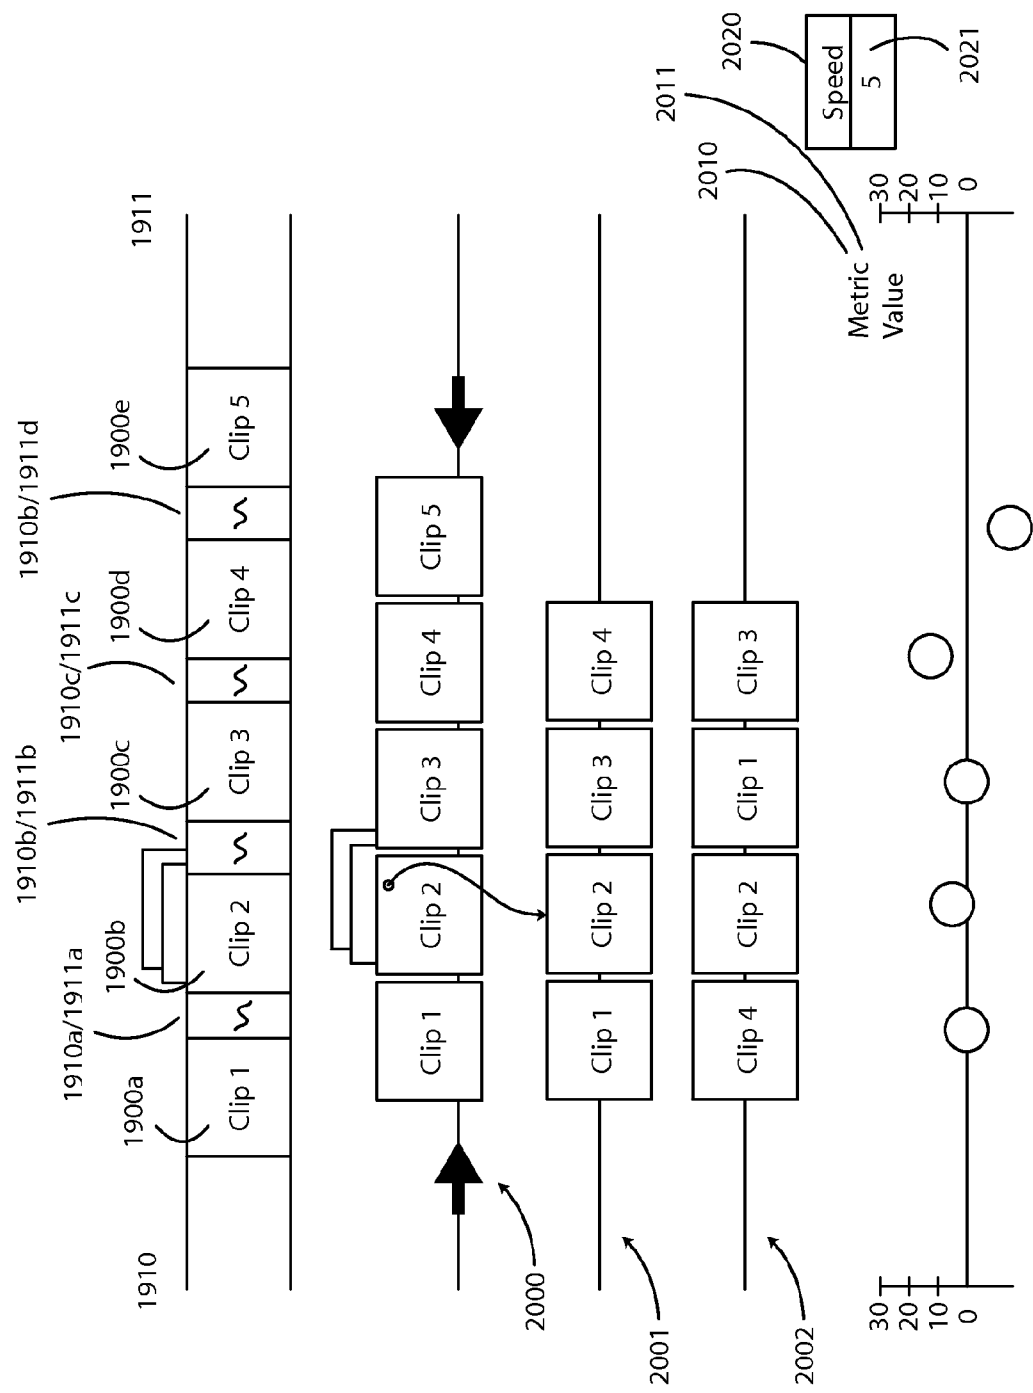 1910b/1911d
1910c/1911c
1910b/1911b
1910a/1911a
1900a
1900b
1900c
1900d
1900e
1910
1911
Clip 1
Clip 2
Clip 3
Clip 4
Clip 5
Clip 1
Clip 2
Clip 3
Clip 4
Clip 5
2000
Clip 1
Clip 2
Clip 3
Clip 4
2001
Clip 4
Clip 2
Clip 1
Clip 3
2002
2010
2011
Metric
Value
2020
Speed
5
2021
30
20
10
0
30
20
10
0